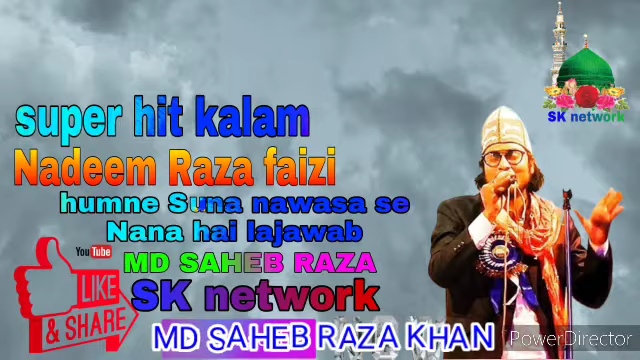 SK network
super hit kalam
Nadeem Raza faizi
humne Suna nawasa se
Nana hai lajawab
YouTube
MD SAHEB RAZA
LIKE
& SHARE
SK network
MD SAHEB RAZA KHAN
PowerDirector